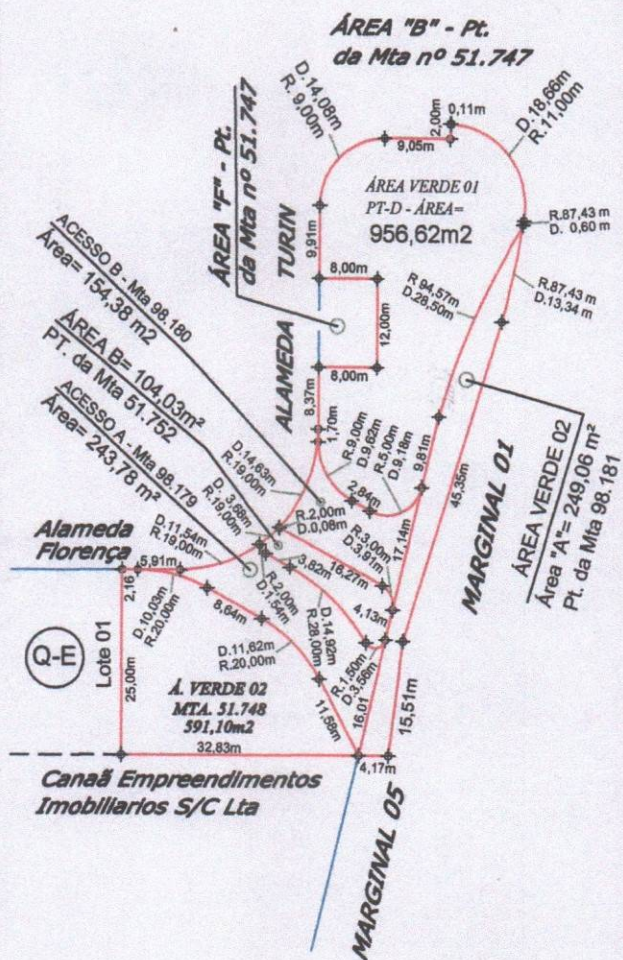 ÁREA "B" - Pt.
da Mta nº 51.747
D.14,08m
R. 9,00m
2,00m
0,11m
D.18,66m
R.11,00m
9,05m
ÁREA "F" - Pt.
da Mta nº 51.747
ÁREA VERDE 01
PT-D - ÁREA=
956,62m2
R.87,43 m
D. 0,60 m
TURIN
9,91m
ACESSO B - Mta 98.180
Área= 154,38 m2
8,00m
R 94,57m
D.28,50m
R.87,43 m
D.13,34 m
12,00m
ÁREA B= 104,03m²
PT. da Mta 51.752
ALAMEDA
8,00m
8,37m
ACESSO A - Mta 98.179
Área= 243,78 m²
1,70m
R.9,00m
D.9,62m
R.5,00m
D.9,18m
9,81m
45,35m
MARGINAL 01
ÁREA VERDE 02
Área "A"= 249,06 m²
Pt. da Mta 98.181
D.14,63m
R.19,00m
2,84m
D. 3,58m
R.19,00m
R.2,00m
D.0,08m
17,14m
Alameda
Florença
D.11,54m
R.19,00m
R.3,00m
D.3,91m
5,91m
2,16
3,82m
18,27m
R.2,00m
D.1,54m
4,13m
D.10,03m
R.20,00m
8,64m
D.14,92m
R.28,00m
D.11,62m
R.20,00m
R.1,50m
D.3,56m
Q-E
Lote 01
25,00m
Á. VERDE 02
MTA. 51.748
591,10m2
11,58m
16,01
15,51m
32,83m
4,17m
Canaã Empreendimentos
Imobiliarios S/C Lta
MARGINAL 05